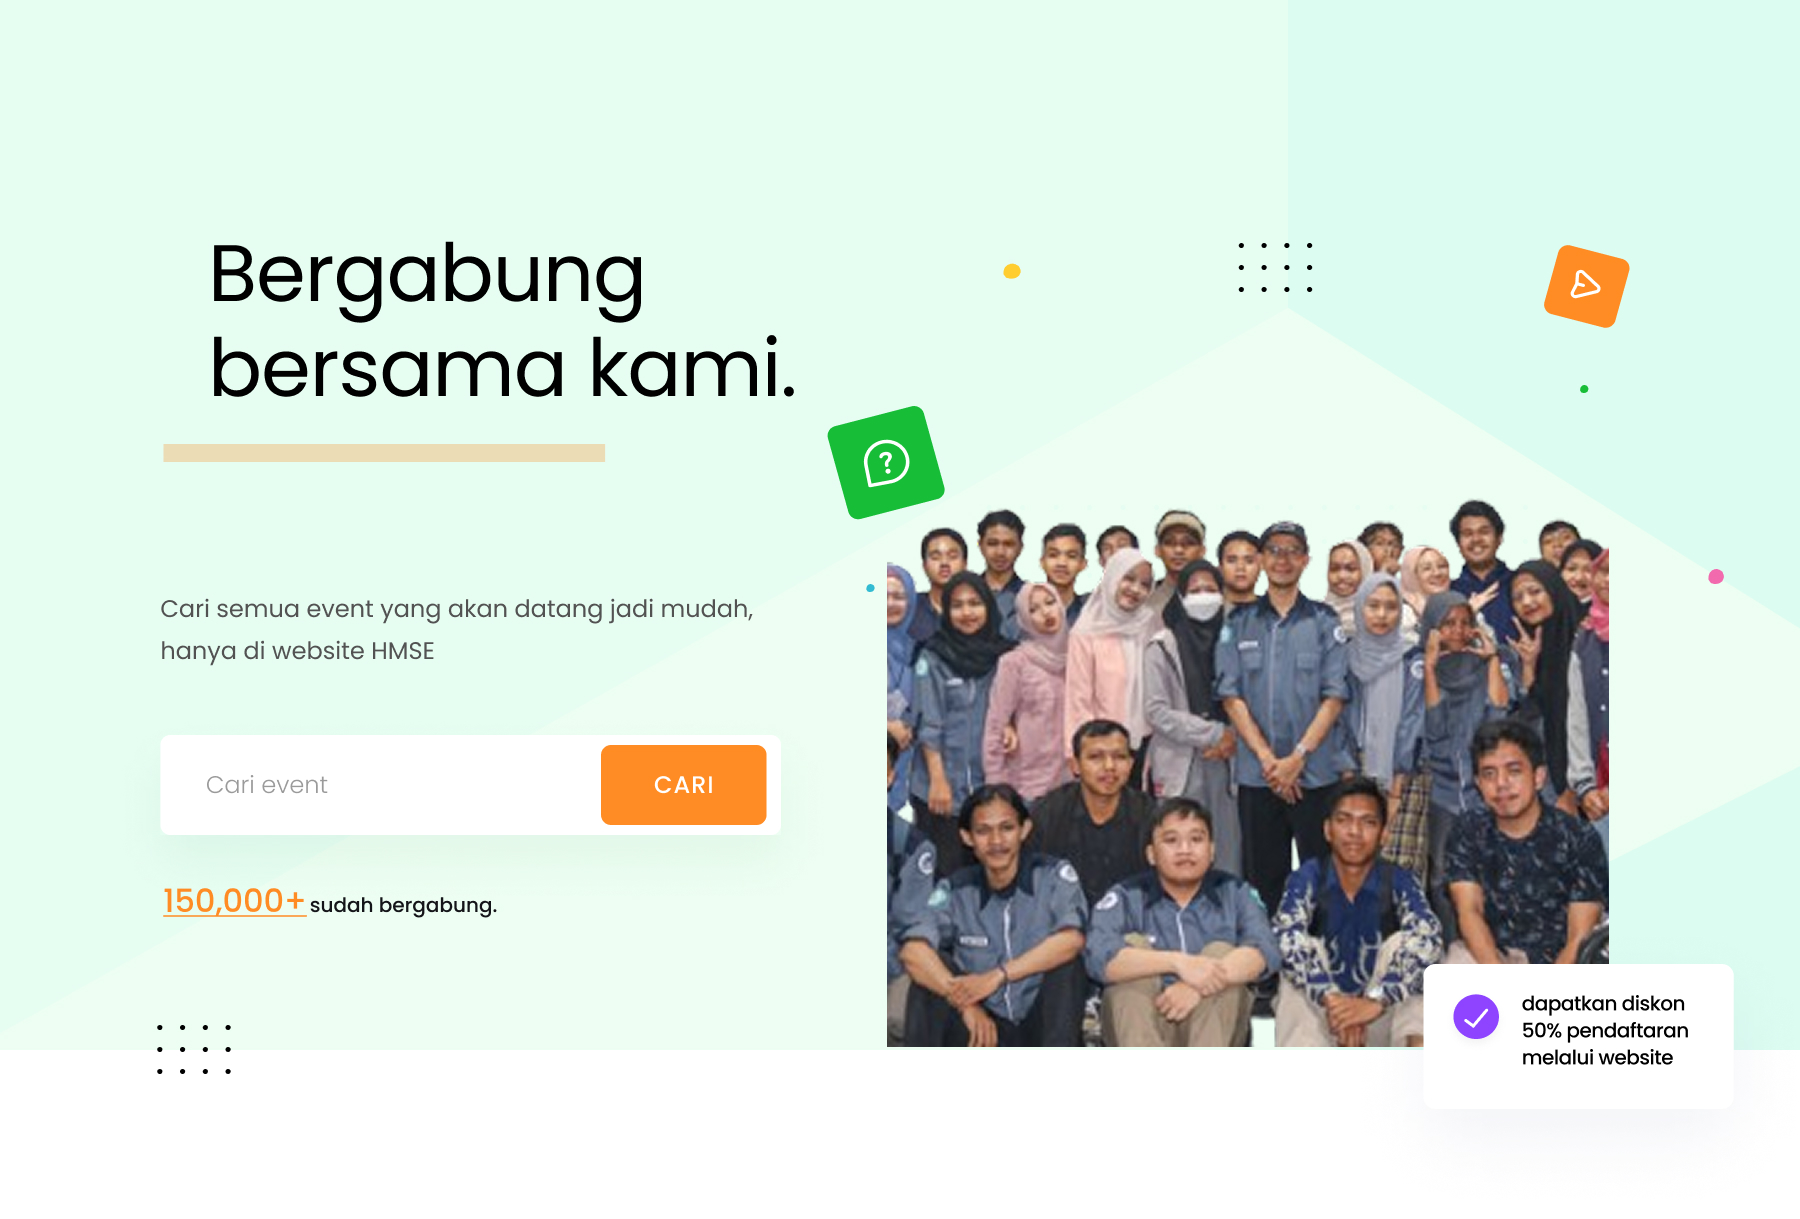 Bergabung
bersama kami.
Cari semua event yang akan datang jadi mudah,
hanya di website HMSE
Cari event
CARI
150,000+ sudah bergabung.
?
dapatkan diskon
50% pendaftaran
melalui website